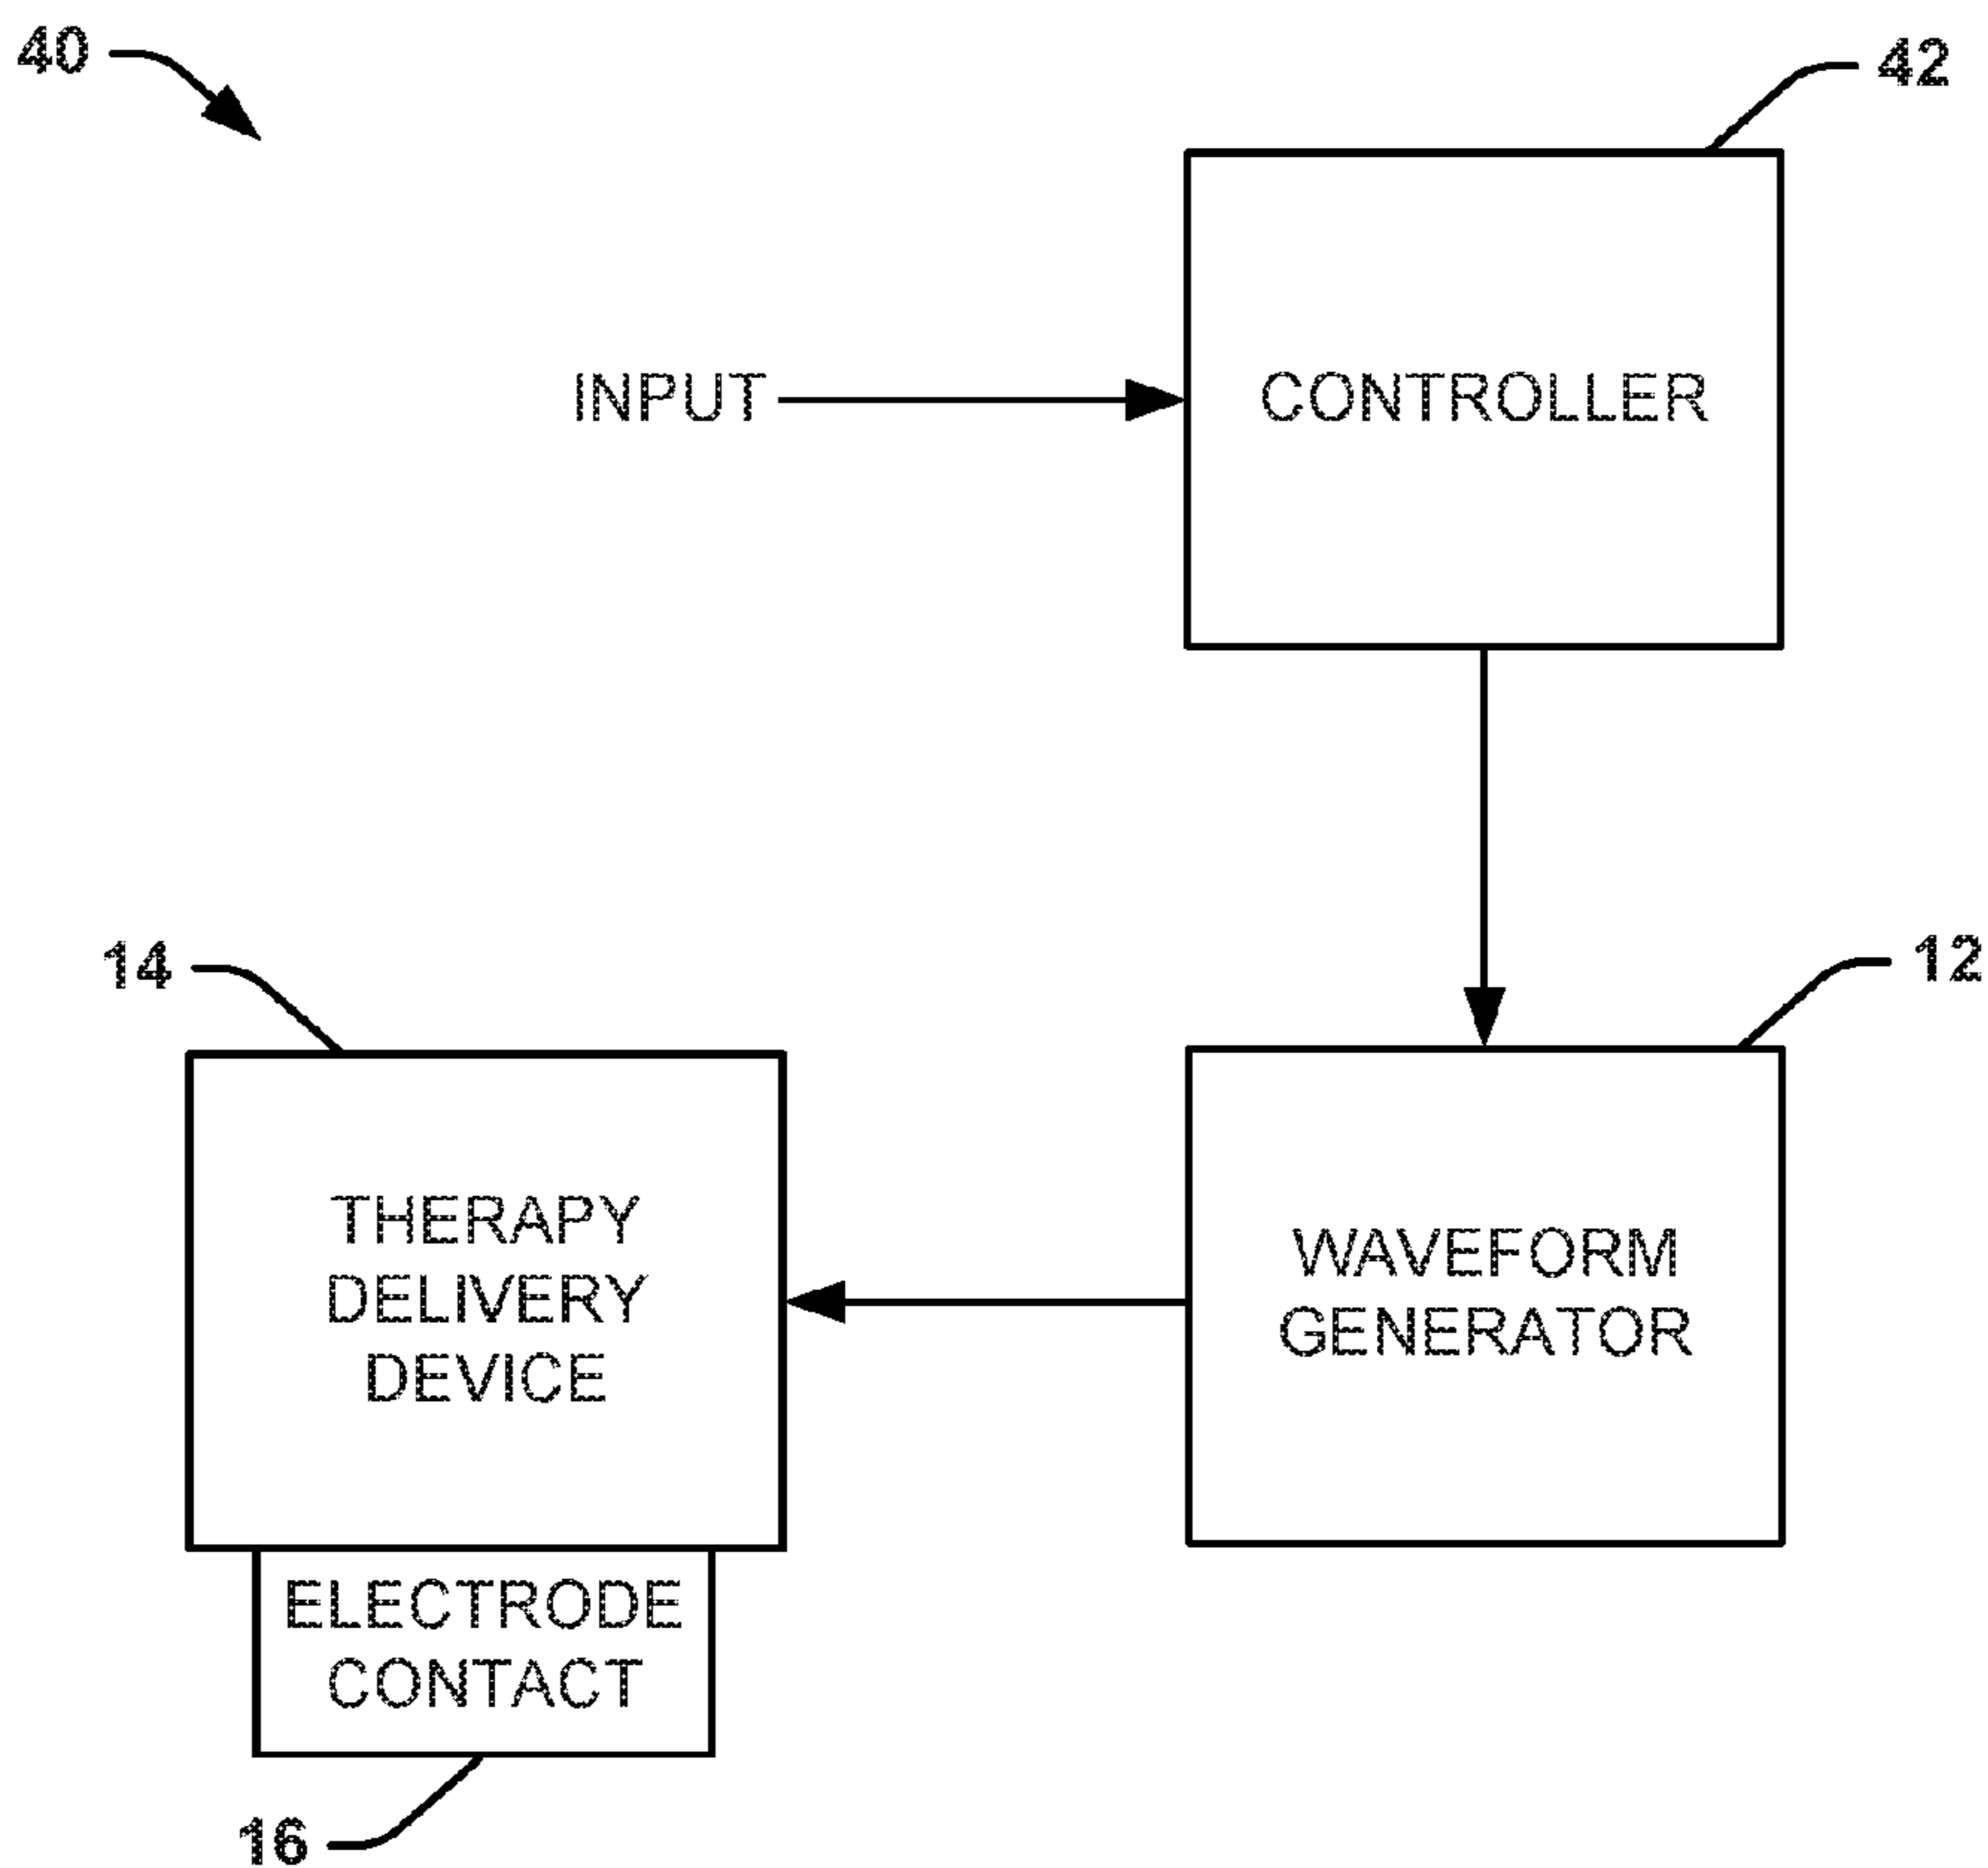 40
42
INPUT
CONTROLLER
14
12
THERAPY
DELIVERY
DEVICE
WAVEFORM
GENERATOR
ELECTRODE
CONTACT
16